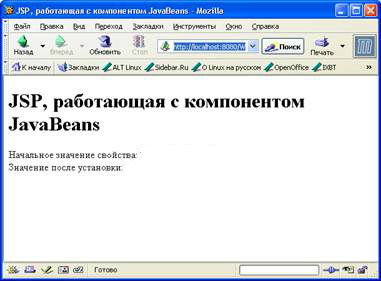 JSP, работающая с компонентом JavaBeans - Mozilla
Файл Правка Вид Переход Закладки Инструменты Окно Справка
Назад Вперед Обновить Стоп http://localhost:8080/W Поиск Печать
К началу Закладки ALT Linux Sidebar.Ru О Linux на русском OpenOffice IXBT
JSP, работающая с компонентом
JavaBeans
Начальное значение свойства:
Значение после установки:
Готово